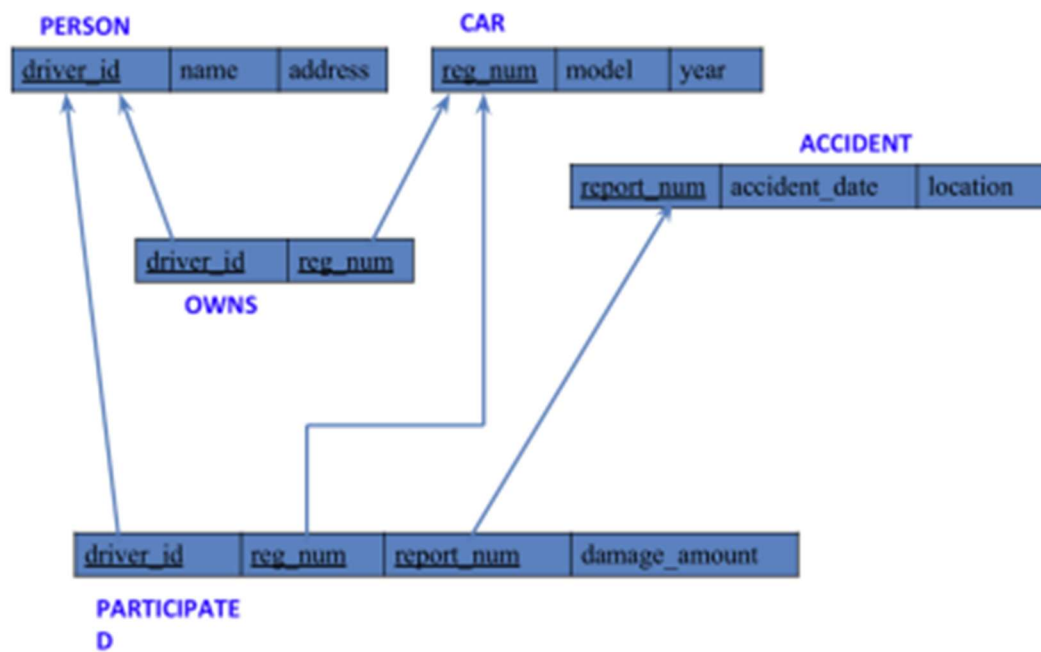 PERSON
CAR
driver_id name address
reg_num model year
ACCIDENT
report_num accident_date location
driver_id reg_num
OWNS
driver_id reg_num report_num damage_amount
PARTICIPATE
D